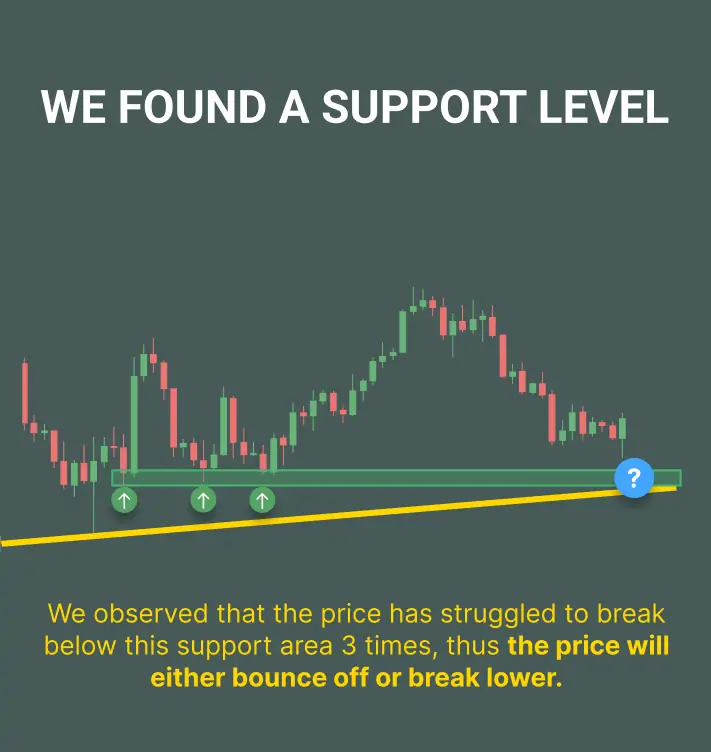 WE FOUND A SUPPORT LEVEL
?
We observed that the price has struggled to break
below this support area 3 times, thus the price will
either bounce off or break lower.